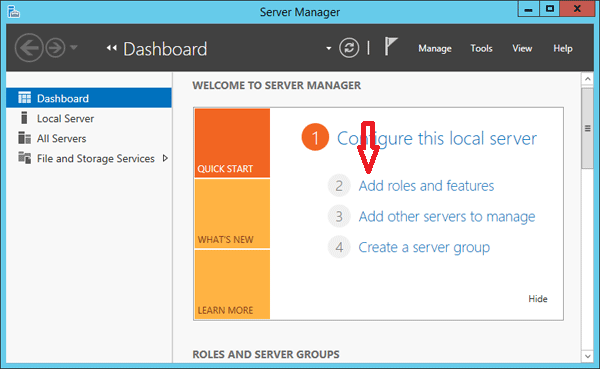 Server Manager
Dashboard
Manage Tools View Help
Dashboard
Local Server
All Servers
File and Storage Services
WELCOME TO SERVER MANAGER
QUICK START
WHAT'S NEW
LEARN MORE
1 Configure this local server
2 Add roles and features
3 Add other servers to manage
4 Create a server group
Hide
ROLES AND SERVER GROUPS